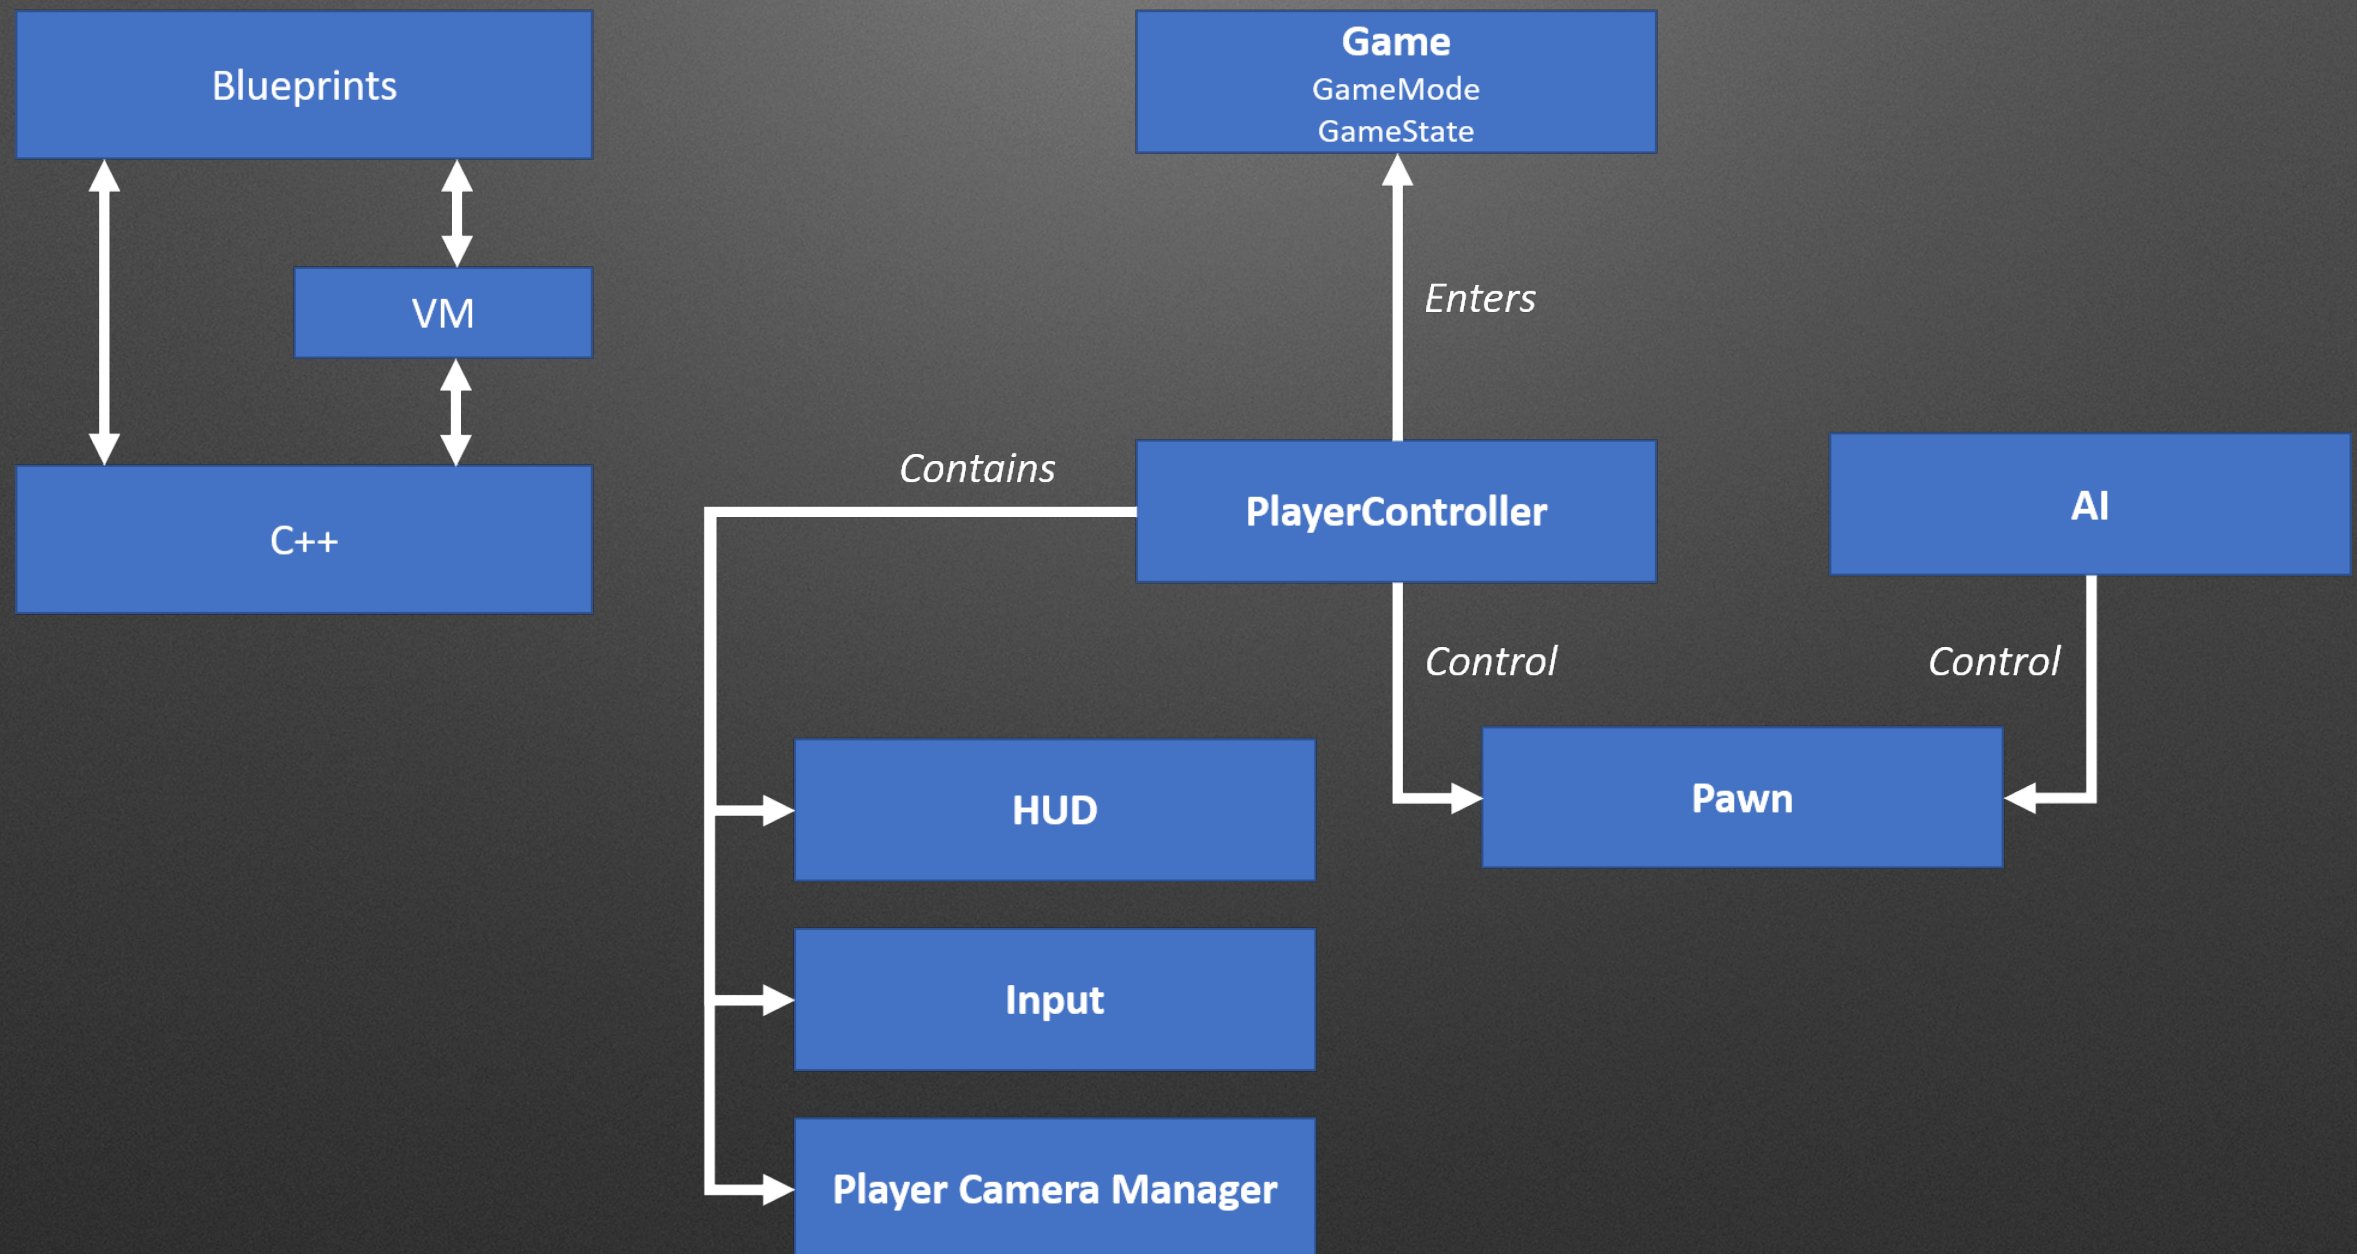 Blueprints
VM
C++
Game
GameMode
GameState
Enters
Contains
PlayerController
AI
Control
Control
HUD
Pawn
Input
Player Camera Manager